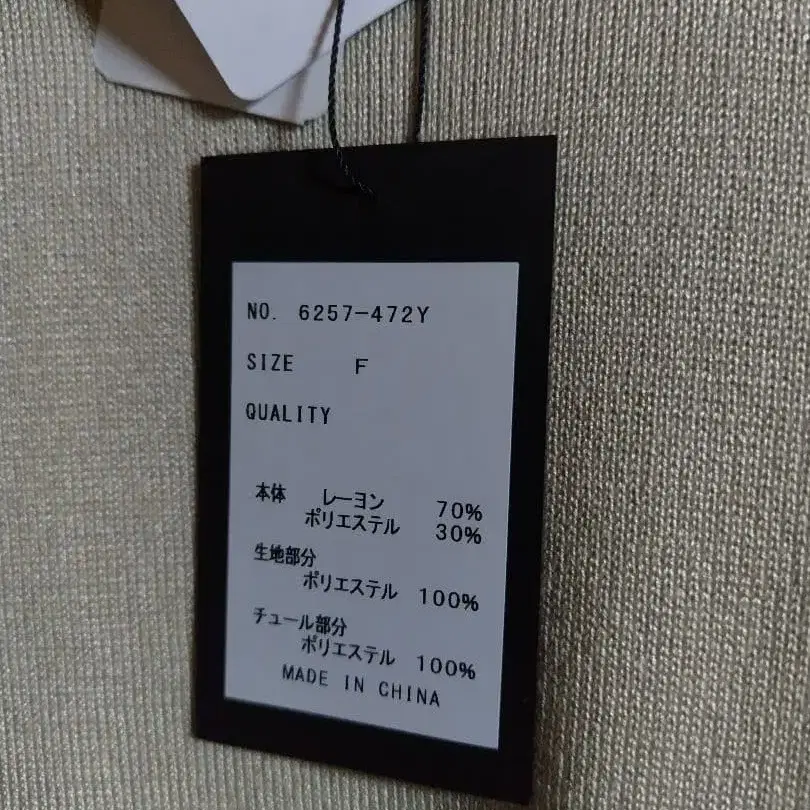 NO. 6257-472Y
SIZE F
QUALITY
本体 レーヨン 70%
ポリエステル 30%
生地部分
ポリエステル 100%
チュール部分
ポリエステル 100%
MADE IN CHINA